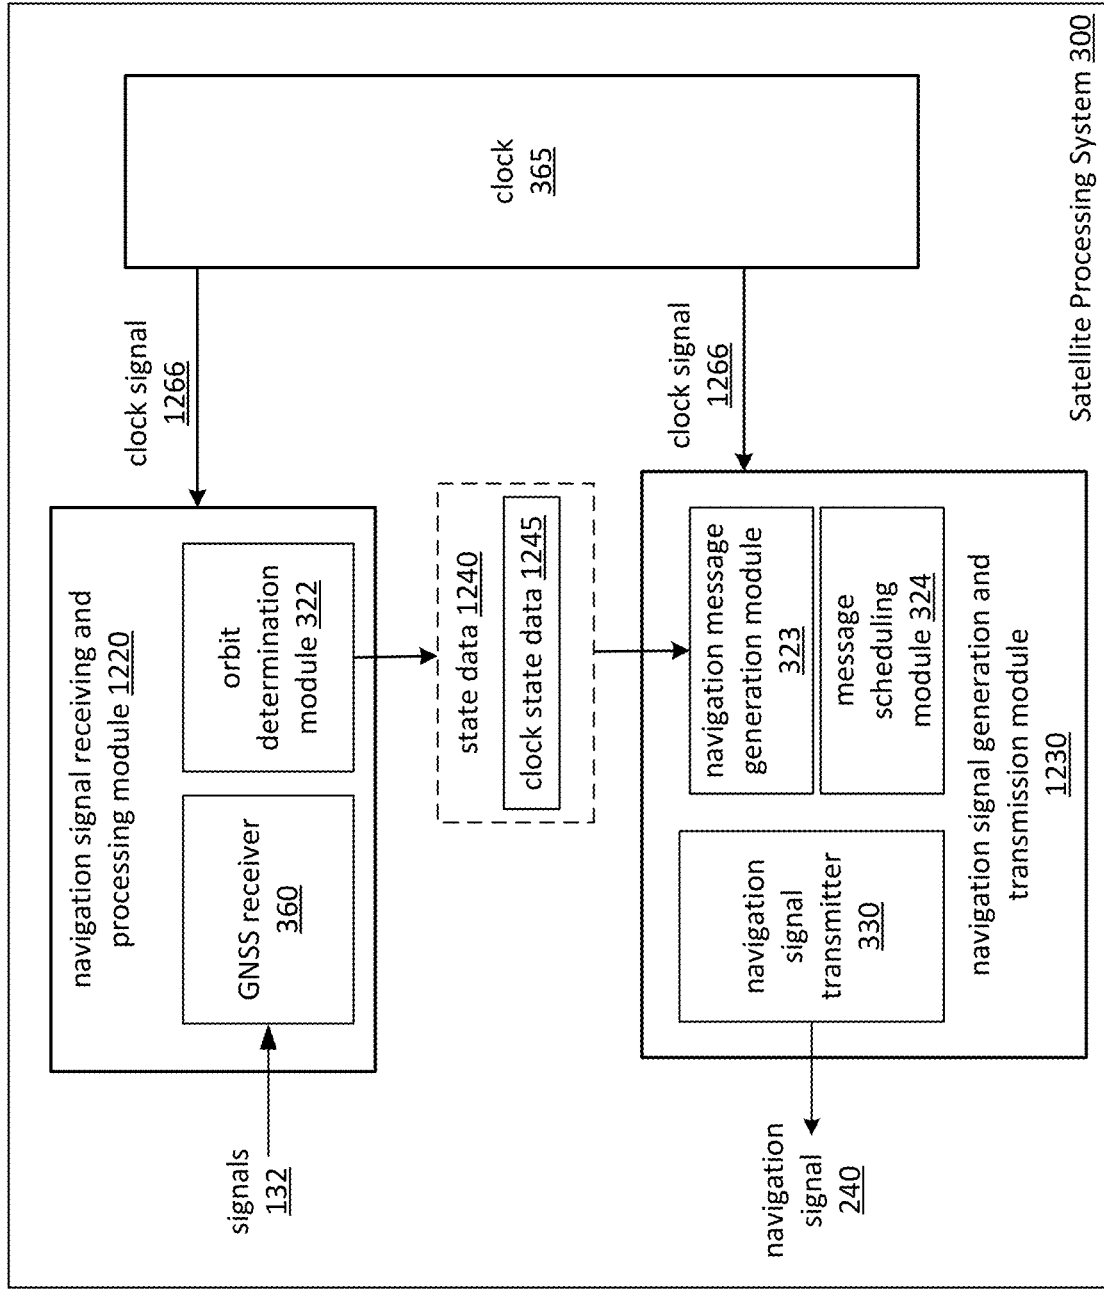 navigation signal receiving and
processing module 1220
GNSS receiver
360
orbit
determination
module 322
signals
132
clock signal
1266
state data 1240
clock state data 1245
clock
365
navigation
signal
transmitter
330
navigation message
generation module
323
message
scheduling
module 324
navigation signal generation and
transmission module
1230
navigation
signal
240
clock signal
1266
Satellite Processing System 300